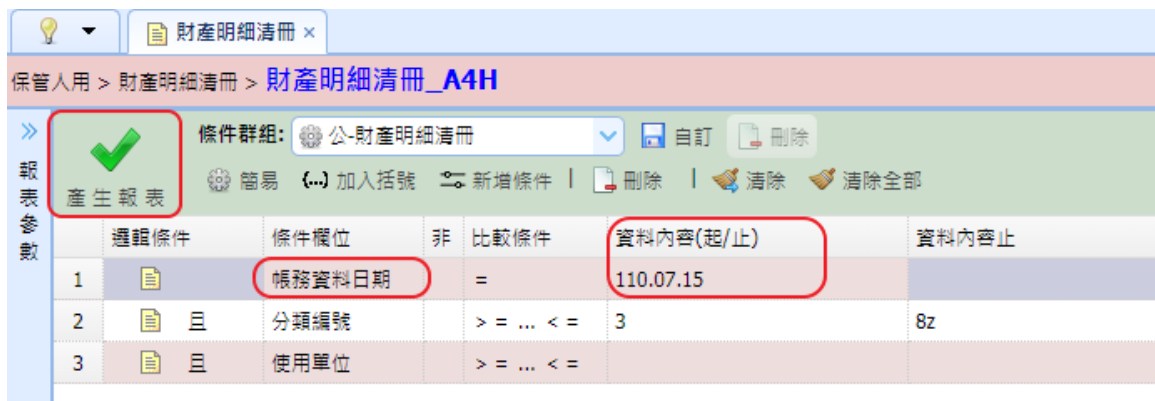 財產明細清冊 ×
保管人用 > 財產明細清冊 > 財產明細清冊_A4H
報表參數
產生報表
條件群組: 公-財產明細清冊 自訂 刪除
簡易 (...) 加入括號 新增條件 | 刪除 | 清除 清除全部
邏輯條件 條件欄位 非 比較條件 資料內容(起/止) 資料內容止
1 帳務資料日期 = 110.07.15
2 且 分類編號 > = ... < = 3 8z
3 且 使用單位 > = ... < =